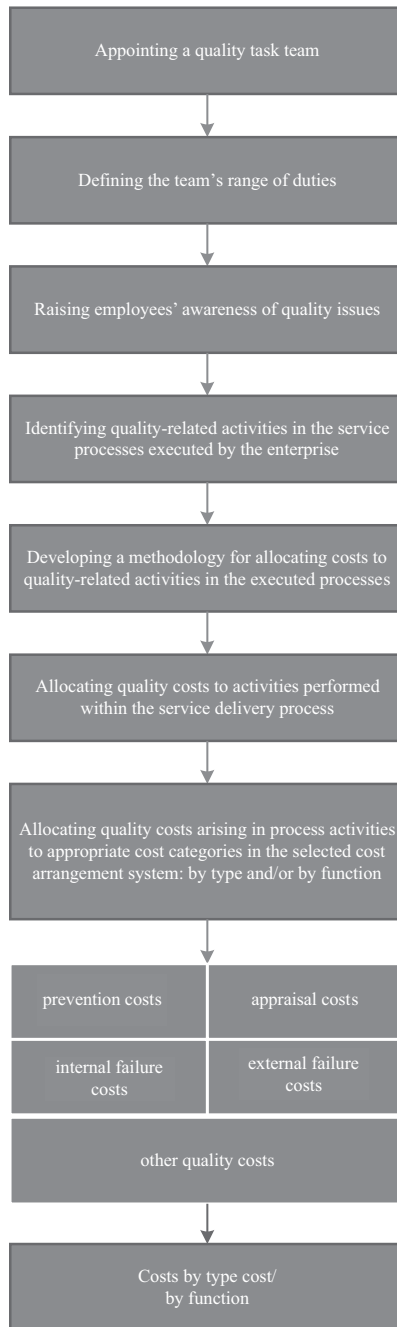 Appointing a quality task team
Defining the team's range of duties
Raising employees' awareness of quality issues
Identifying quality-related activities in the service
processes executed by the enterprise
Developing a methodology for allocating costs to
quality-related activities in the executed processes
Allocating quality costs to activities performed
within the service delivery process
Allocating quality costs arising in process activities
to appropriate cost categories in the selected cost
arrangement system: by type and/or by function
prevention costs
appraisal costs
internal failure
costs
external failure
costs
other quality costs
Costs by type cost/
by function